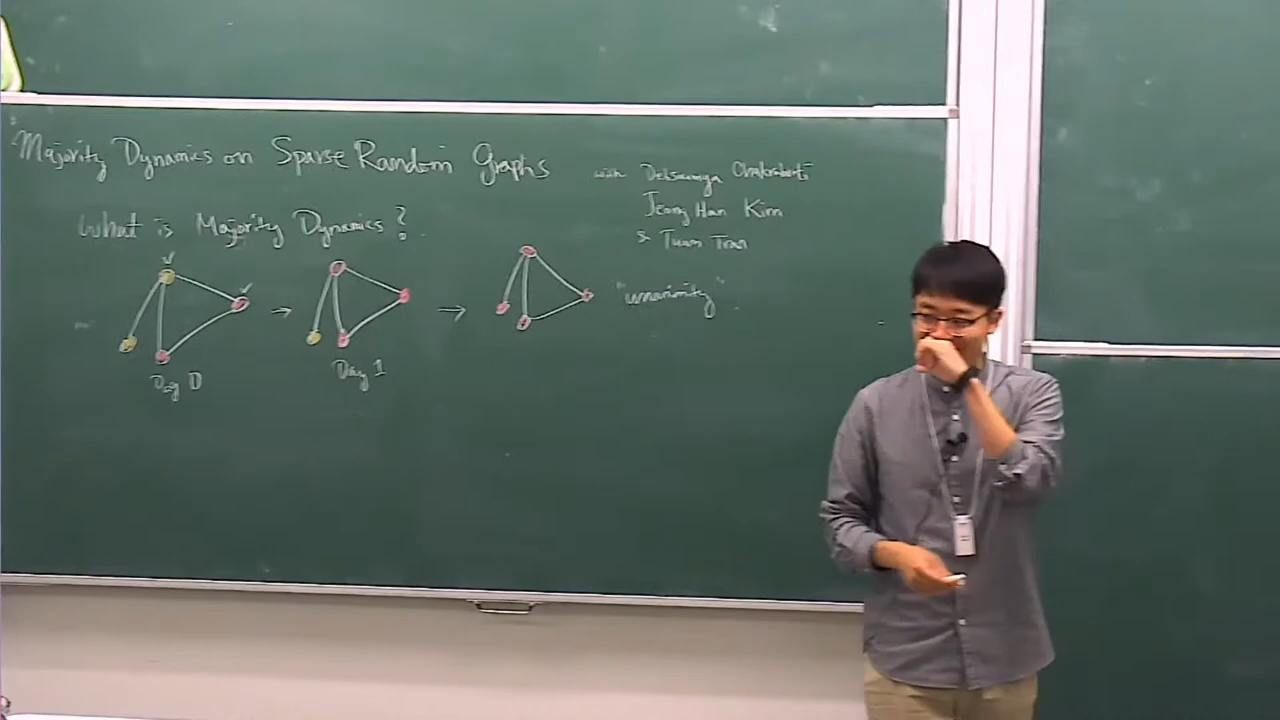 Majority Dynamics on Sparse Random Graphs
with Debsoumya Chakraborti
Jeong Han Kim
& Tuan Tran
What is Majority Dynamics?
"unanimity".
Day 0
Day 1